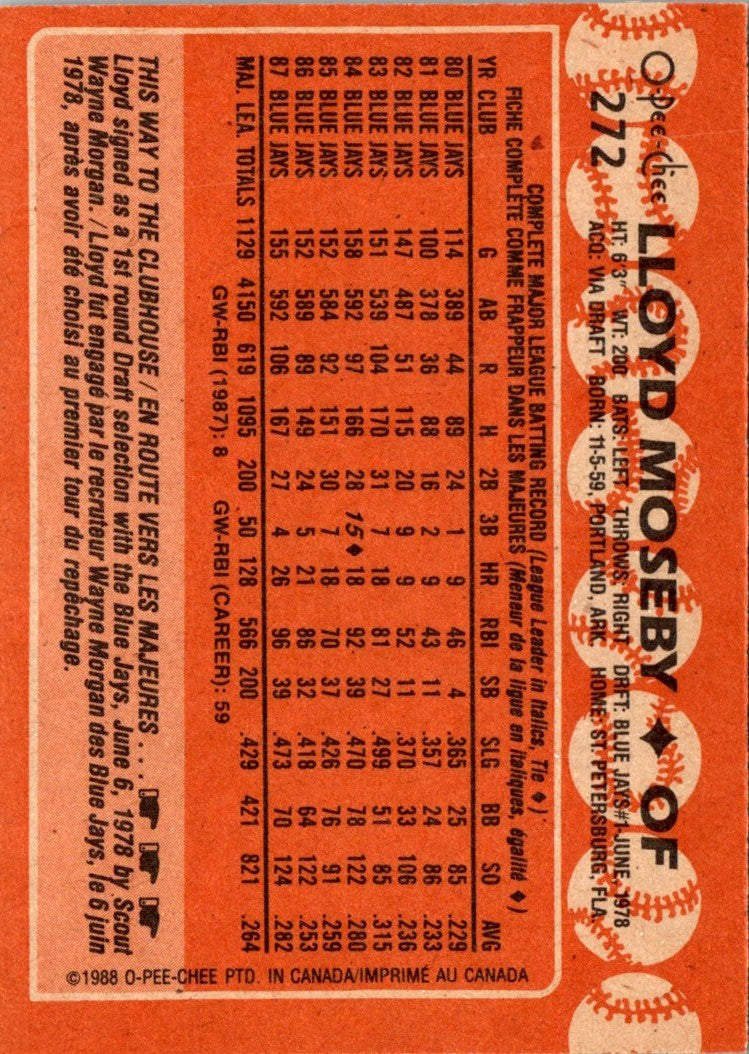 O-Pee-Chee
272
LLOYD MOSEBY ♦ OF
HT: 6'3" WT: 200 BATS: LEFT THROWS: RIGHT DRFT: BLUE JAYS #1-JUNE, 1978
ACQ: VIA DRAFT BORN: 11-5-59, PORTLAND, ARK. HOME: ST. PETERSBURG, FLA.
COMPLETE MAJOR LEAGUE BATTING RECORD (League Leader in Italics, Tie ♦)
FICHE COMPLÈTE COMME FRAPPEUR DANS LES MAJEURES (Meneur de la ligue en italiques, égalité ♦)
YR CLUB G AB R H 2B 3B HR RBI SB SLG BB SO AVG
80 BLUE JAYS 114 389 44 89 24 1 9 46 4 .365 25 85 .229
81 BLUE JAYS 100 378 36 88 16 2 9 43 11 .357 24 86 .233
82 BLUE JAYS 147 487 51 115 20 9 9 52 11 .370 33 106 .236
83 BLUE JAYS 151 539 104 170 31 7 18 81 27 .499 51 85 .315
84 BLUE JAYS 158 592 97 166 28 15♦ 18 92 39 .470 78 122 .280
85 BLUE JAYS 152 584 92 151 30 7 18 70 37 .426 76 91 .259
86 BLUE JAYS 152 589 89 149 24 5 21 86 32 .418 64 122 .253
87 BLUE JAYS 155 592 106 167 27 4 26 96 39 .473 70 124 .282
MAJ. LEA. TOTALS 1129 4150 619 1095 200 50 128 566 200 .429 421 821 .264
GW-RBI (1987): 8 GW-RBI (CAREER): 59
THIS WAY TO THE CLUBHOUSE / EN ROUTE VERS LES MAJEURES . . .
Lloyd signed as a 1st round Draft selection with the Blue Jays, June 6, 1978 by Scout
Wayne Morgan. / Lloyd fut engagé par le recruteur Wayne Morgan des Blue Jays, le 6 juin
1978, après avoir été choisi au premier tour du repêchage.
©1988 O-PEE-CHEE PTD. IN CANADA/IMPRIMÉ AU CANADA